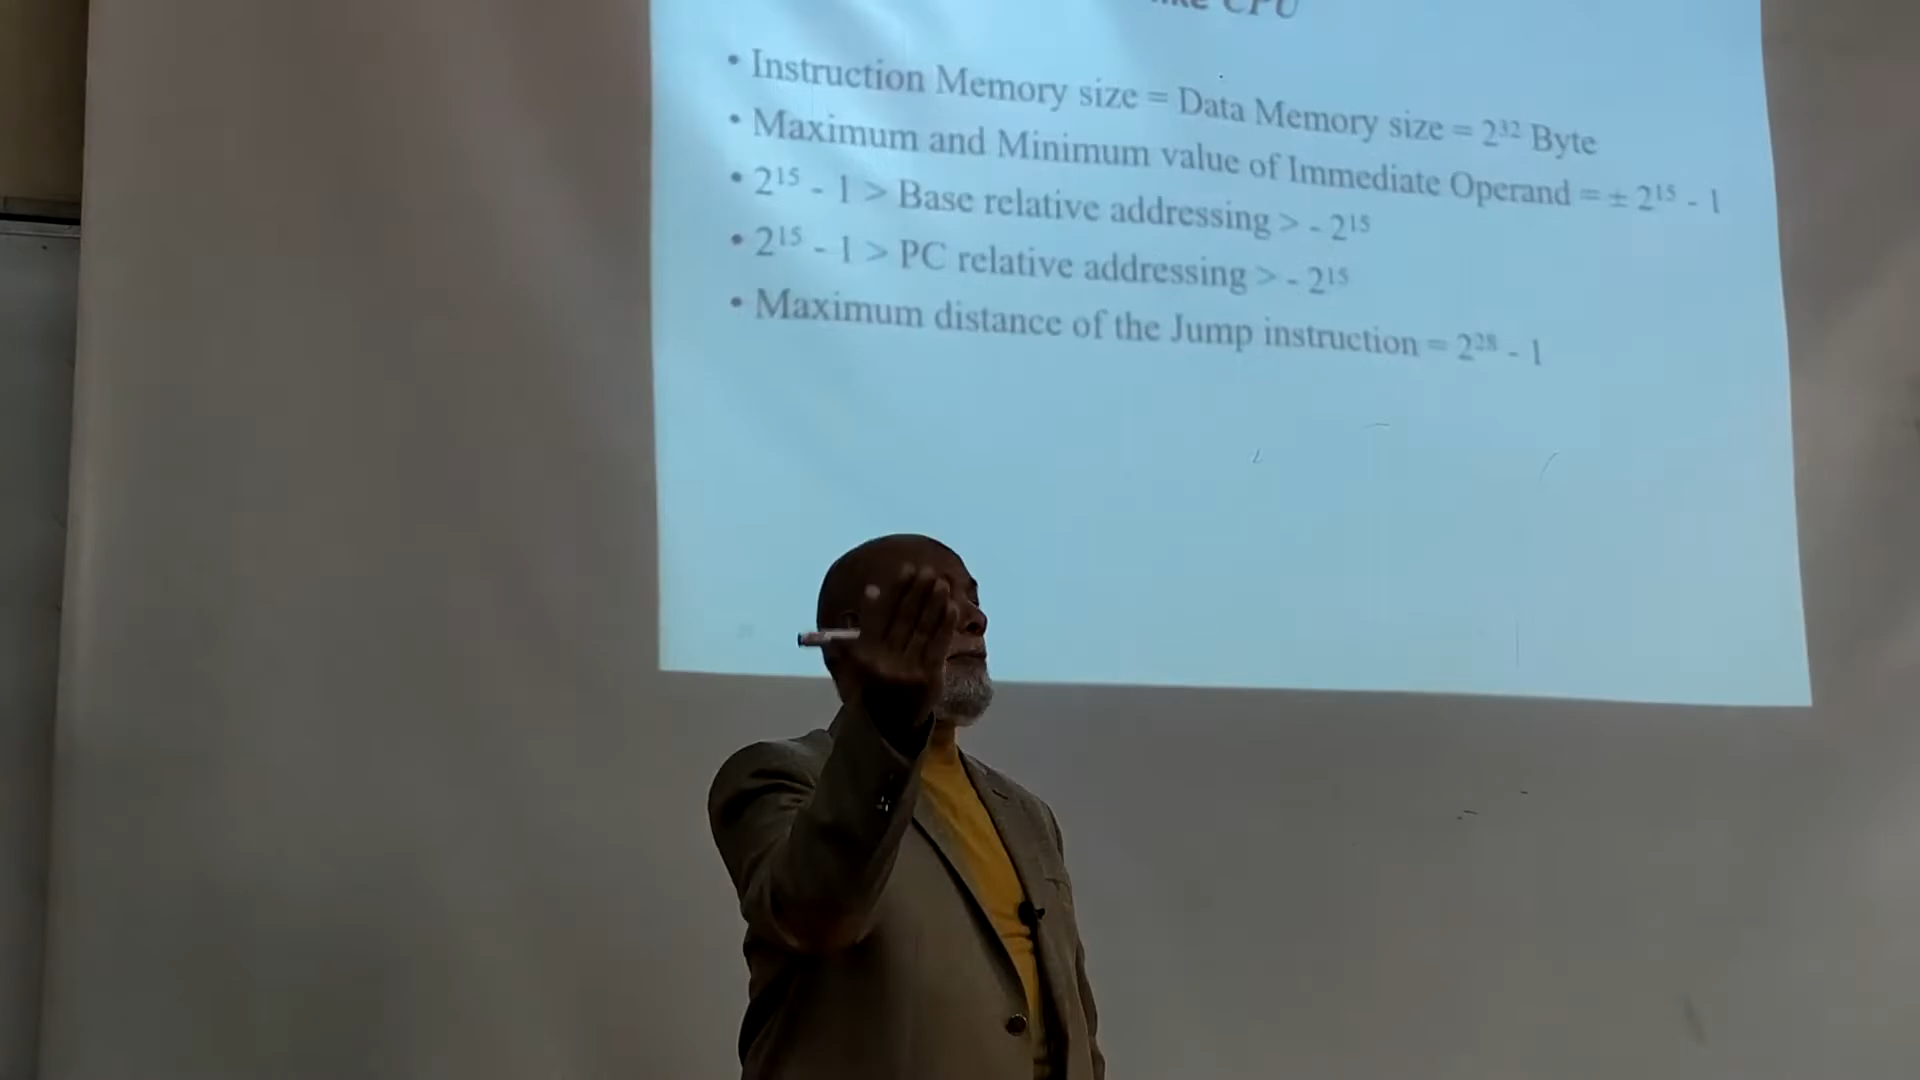 CPU
• Instruction Memory size = Data Memory size = 2³² Byte
• Maximum and Minimum value of Immediate Operand = ± 2¹⁵ - 1
• 2¹⁵ - 1 > Base relative addressing > - 2¹⁵
• 2¹⁵ - 1 > PC relative addressing > - 2¹⁵
• Maximum distance of the Jump instruction = 2²⁸ - 1